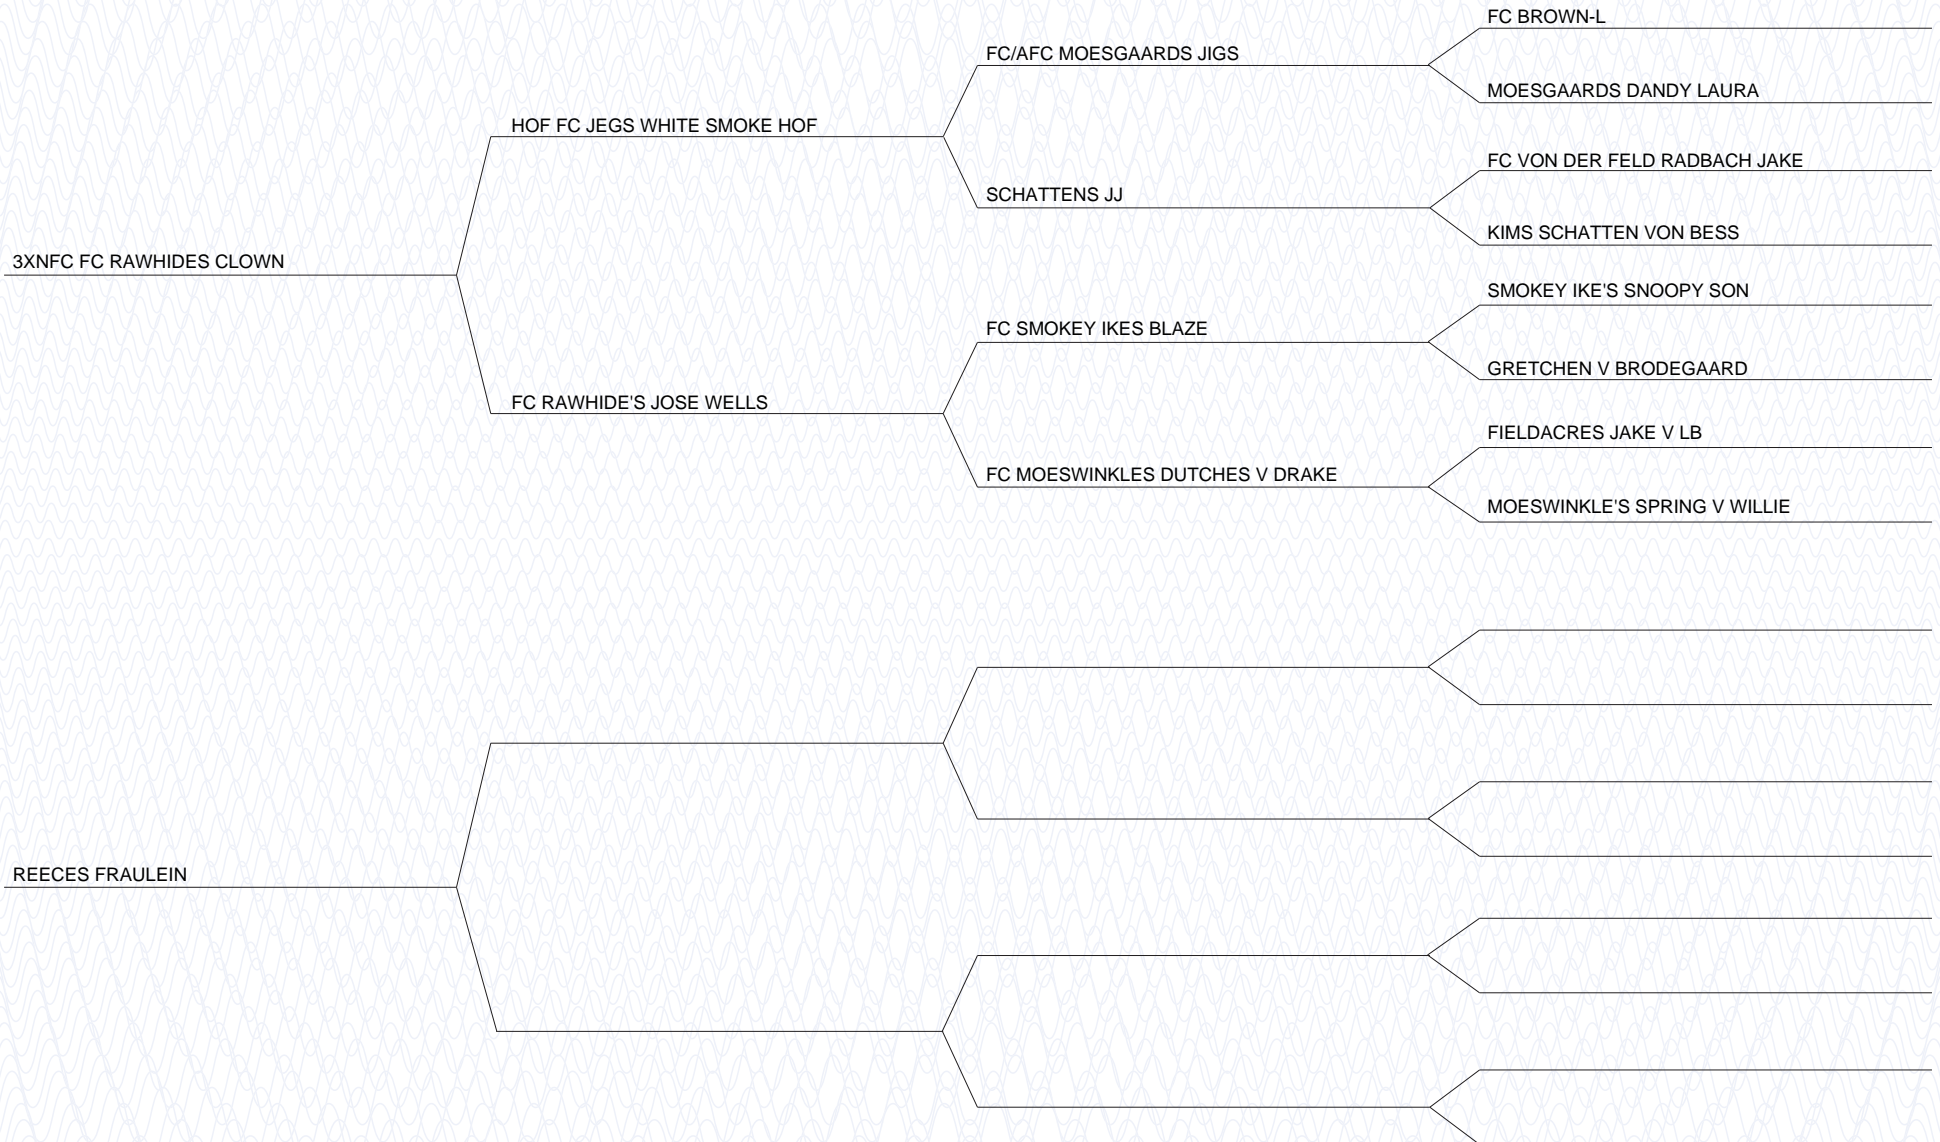 FC BROWN-L
FC/AFC MOESGAARDS JIGS
MOESGAARDS DANDY LAURA
HOF FC JEGS WHITE SMOKE HOF
FC VON DER FELD RADBACH JAKE
SCHATTENS JJ
KIMS SCHATTEN VON BESS
3XNFC FC RAWHIDES CLOWN
SMOKEY IKE'S SNOOPY SON
FC SMOKEY IKES BLAZE
GRETCHEN V BRODEGAARD
FC RAWHIDE'S JOSE WELLS
FIELDACRES JAKE V LB
FC MOESWINKLES DUTCHES V DRAKE
MOESWINKLE'S SPRING V WILLIE
REECES FRAULEIN